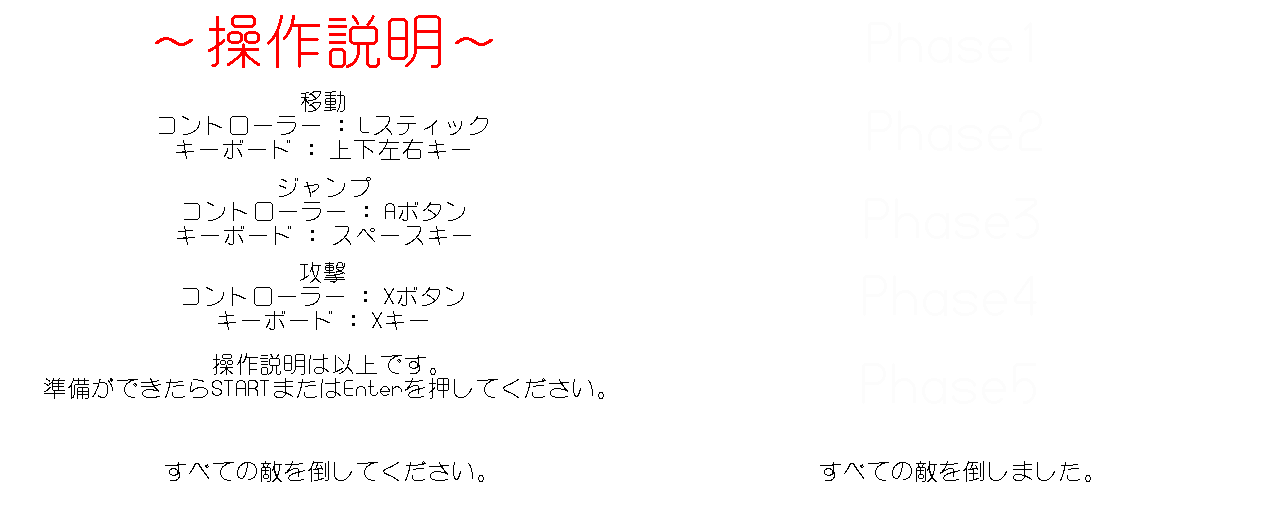 ～操作説明～
移動
コントローラー：Lスティック
キーボード：上下左右キー
ジャンプ
コントローラー：Aボタン
キーボード：スペースキー
攻撃
コントローラー：Xボタン
キーボード：Xキー
操作説明は以上です。
準備ができたらSTARTまたはEnterを押してください。
すべての敵を倒してください。
Phase1
Phase2
Phase3
Phase4
Phase5
すべての敵を倒しました。